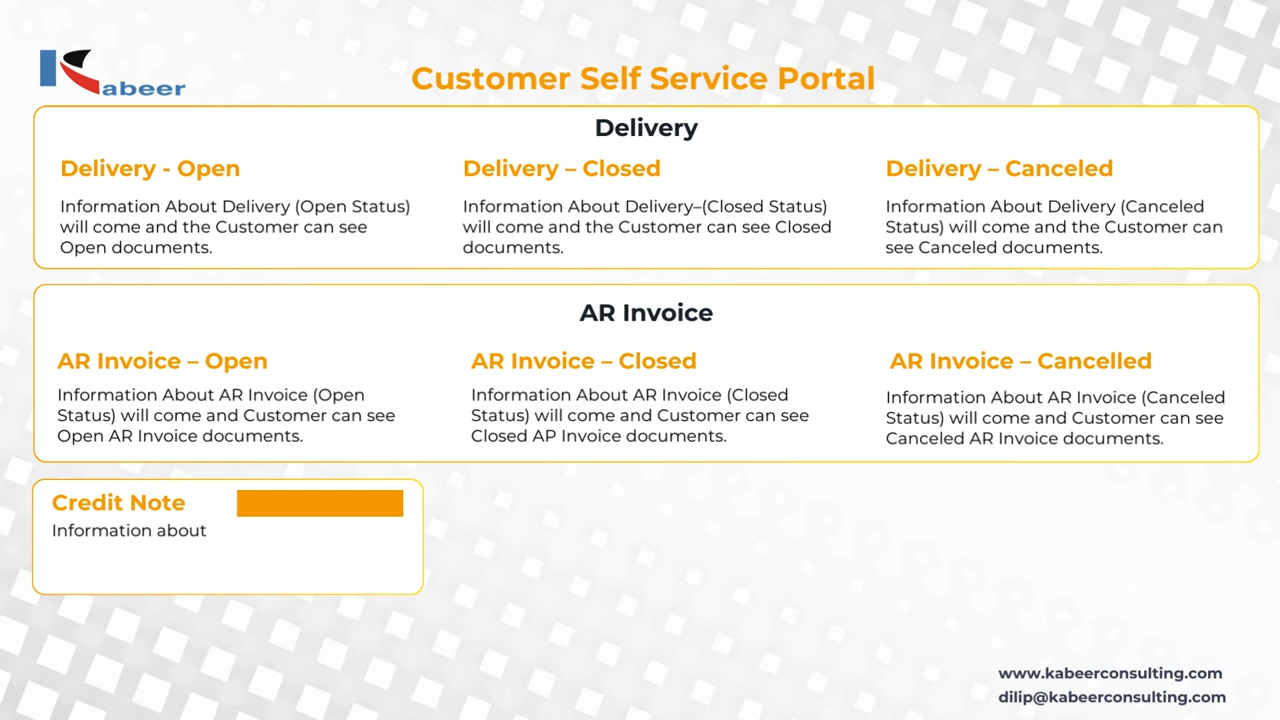 Kabeer
Customer Self Service Portal
Delivery
Delivery - Open
Information About Delivery (Open Status)
will come and the Customer can see
Open documents.
Delivery – Closed
Information About Delivery–(Closed Status)
will come and the Customer can see Closed
documents.
Delivery – Canceled
Information About Delivery (Canceled
Status) will come and the Customer can
see Canceled documents.
AR Invoice
AR Invoice – Open
Information About AR Invoice (Open
Status) will come and Customer can see
Open AR Invoice documents.
AR Invoice – Closed
Information About AR Invoice (Closed
Status) will come and Customer can see
Closed AP Invoice documents.
AR Invoice – Cancelled
Information About AR Invoice (Canceled
Status) will come and Customer can see
Canceled AR Invoice documents.
Credit Note
Information about
www.kabeerconsulting.com
dilip@kabeerconsulting.com